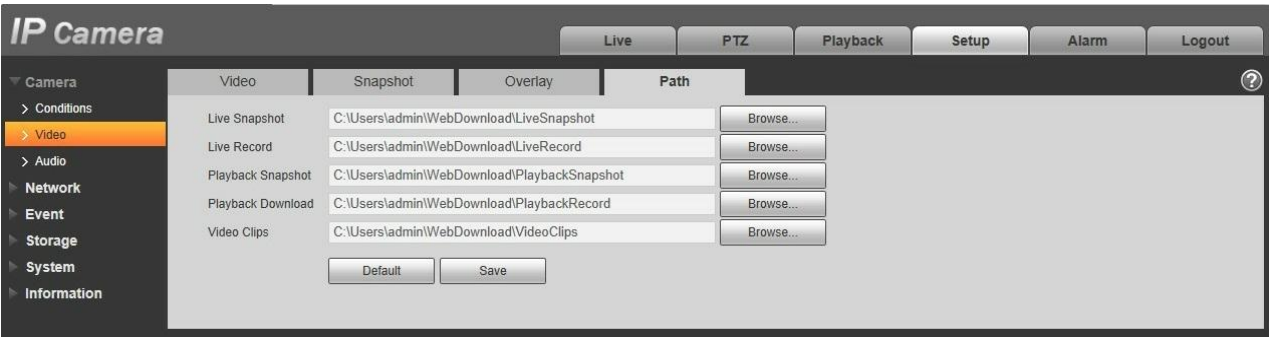 IP Camera
Live PTZ Playback Setup Alarm Logout
Camera
Video Snapshot Overlay Path ?
Conditions
Video
Audio
Network
Event
Storage
System
Information
Live Snapshot C:\Users\admin\WebDownload\LiveSnapshot Browse...
Live Record C:\Users\admin\WebDownload\LiveRecord Browse...
Playback Snapshot C:\Users\admin\WebDownload\PlaybackSnapshot Browse...
Playback Download C:\Users\admin\WebDownload\PlaybackRecord Browse...
Video Clips C:\Users\admin\WebDownload\VideoClips Browse...
Default Save